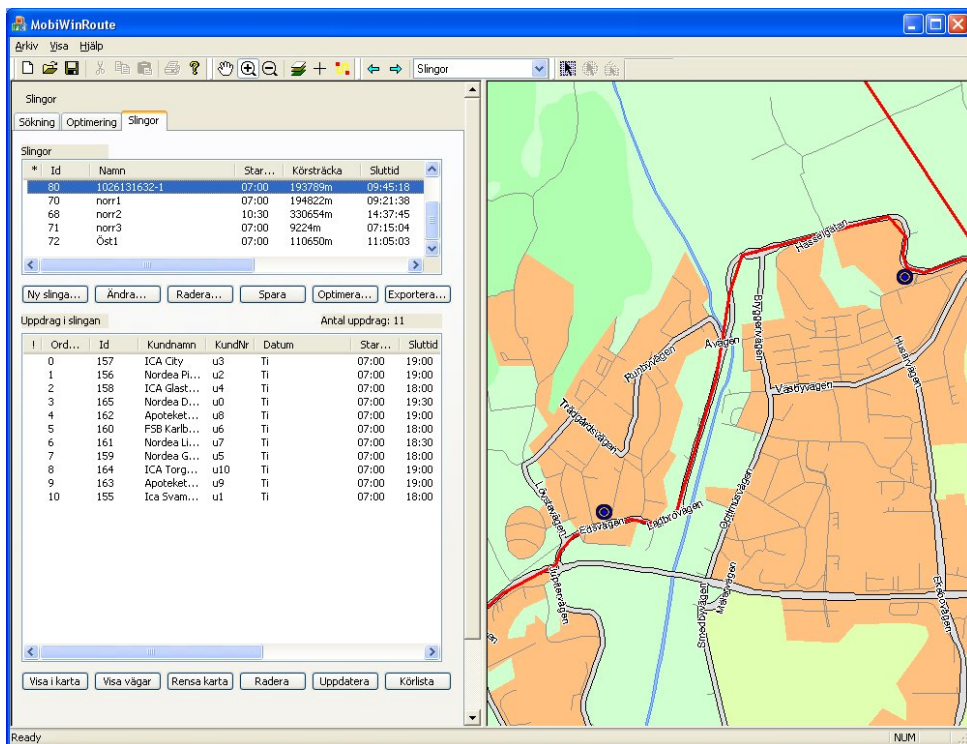 MobiWinRoute
Arkiv Visa Hjälp
Slingor
Slingor
Sökning Optimering Slingor
Slingor
* Id Namn Star... Körsträcka Sluttid
80 1026131632-1 07:00 193789m 09:45:18
70 norr1 07:00 194822m 09:21:38
68 norr2 10:30 330654m 14:37:45
71 norr3 07:00 9224m 07:15:04
72 Öst1 07:00 110650m 11:05:03
Ny slinga... Ändra... Radera... Spara Optimera... Exportera...
Uppdrag i slingan Antal uppdrag: 11
! Ord... Id Kundnamn KundNr Datum Star... Sluttid
0 157 ICA City u3 Ti 07:00 19:00
1 156 Nordea Pi... u2 Ti 07:00 19:00
2 158 ICA Glast... u4 Ti 07:00 18:00
3 165 Nordea D... u0 Ti 07:00 19:30
4 162 Apoteket... u8 Ti 07:00 19:00
5 160 FSB Karlb... u6 Ti 07:00 18:00
6 161 Nordea Li... u7 Ti 07:00 18:30
7 159 Nordea G... u5 Ti 07:00 18:00
8 164 ICA Torg... u10 Ti 07:00 19:00
9 163 Apoteket... u9 Ti 07:00 19:00
10 155 Ica Svam... u1 Ti 07:00 18:00
Visa i karta Visa vägar Rensa karta Radera Uppdatera Körlista
Hasselgatan
Bryggerivägen
Husarvägen
Åvägen
Runbyvägen
Väsbyvägen
Trädgårdsvägen
Lövstavägen
Edsvägen
Ladbrovägen
Optimusvägen
Jupitervägen
Mälarvägen
Smedbyvägen
Ekebovägen
Ready NUM